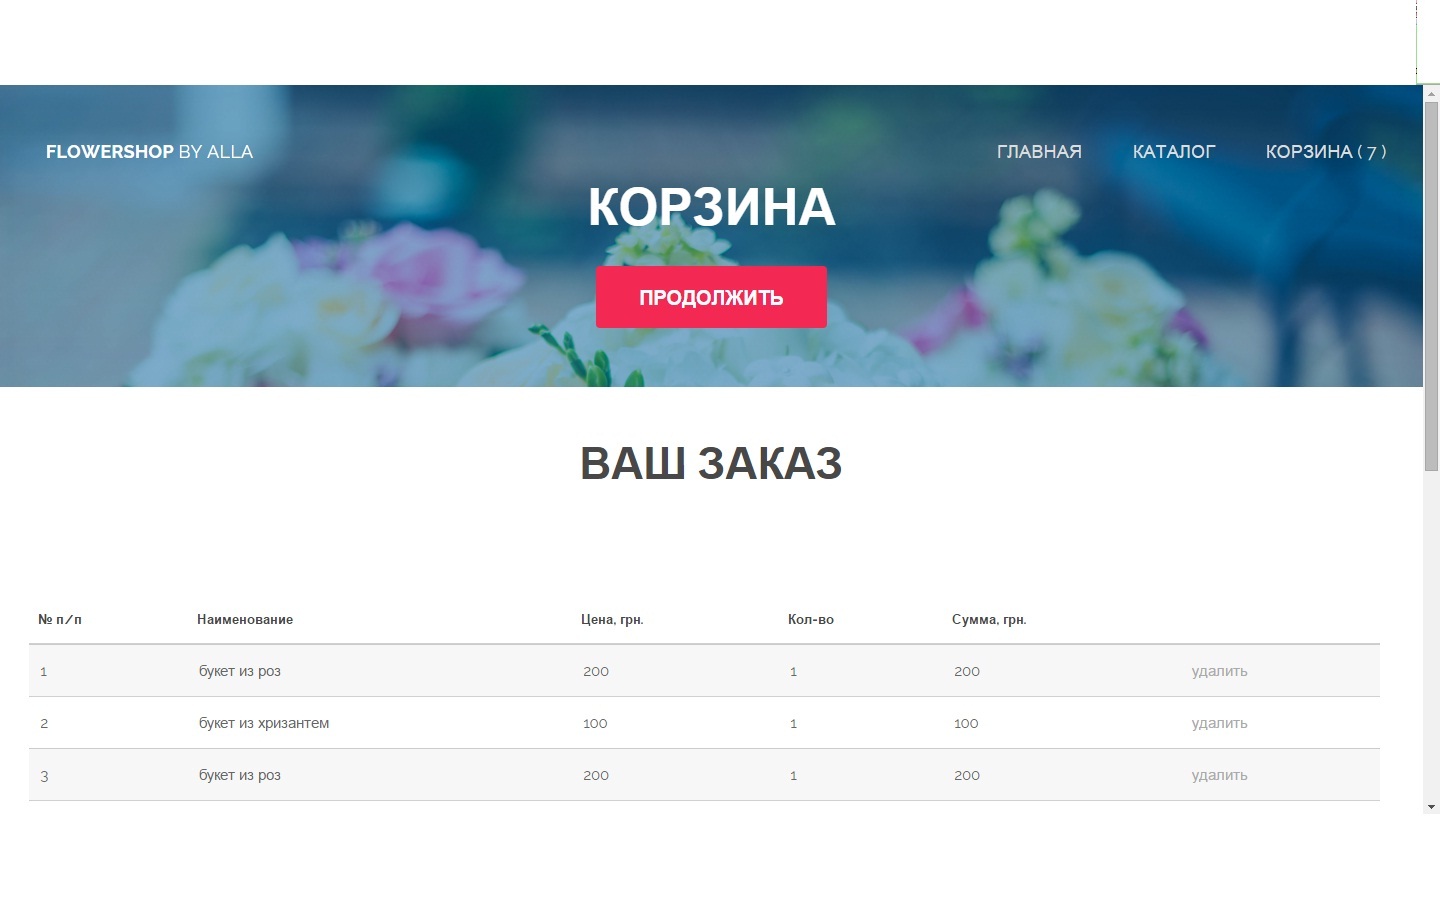 FLOWERSHOP BY ALLA ГЛАВНАЯ КАТАЛОГ КОРЗИНА ( 7 )
КОРЗИНА
ПРОДОЛЖИТЬ
ВАШ ЗАКАЗ
№ п/п Наименование Цена, грн. Кол-во Сумма, грн.
1 букет из роз 200 1 200 удалить
2 букет из хризантем 100 1 100 удалить
3 букет из роз 200 1 200 удалить